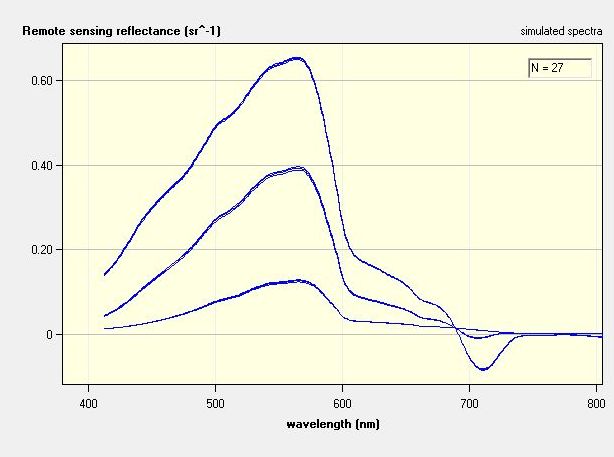 Remote sensing reflectance (sr^-1)
simulated spectra
N = 27
0.60
0.40
0.20
0
400 500 600 700 800
wavelength (nm)